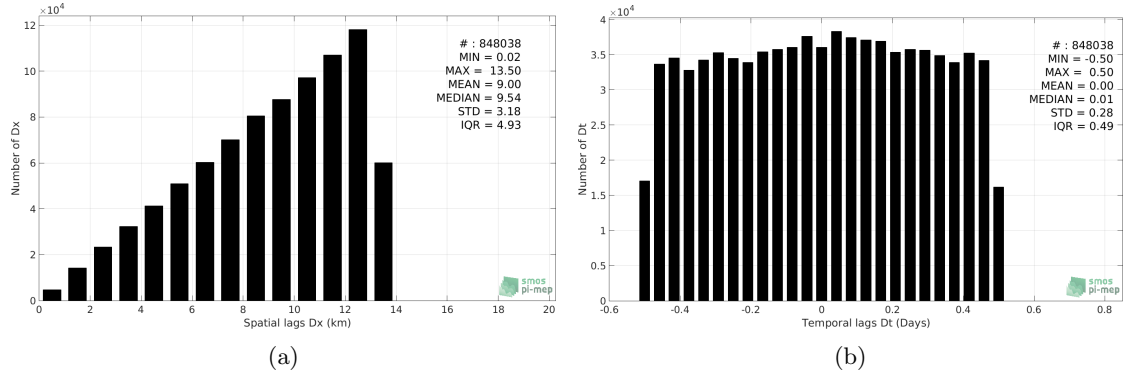 ×10⁴
12
10
8
6
4
2
0
Number of Dx
# : 848038
MIN = 0.02
MAX = 13.50
MEAN = 9.00
MEDIAN = 9.54
STD = 3.18
IQR = 4.93
smos
pi-mep
0 2 4 6 8 10 12 14 16 18 20
Spatial lags Dx (km)
(a)
×10⁴
4
3.5
3
2.5
2
1.5
1
0.5
0
Number of Dt
# : 848038
MIN = -0.50
MAX = 0.50
MEAN = 0.00
MEDIAN = 0.01
STD = 0.28
IQR = 0.49
smos
pi-mep
-0.6 -0.4 -0.2 0 0.2 0.4 0.6 0.8
Temporal lags Dt (Days)
(b)